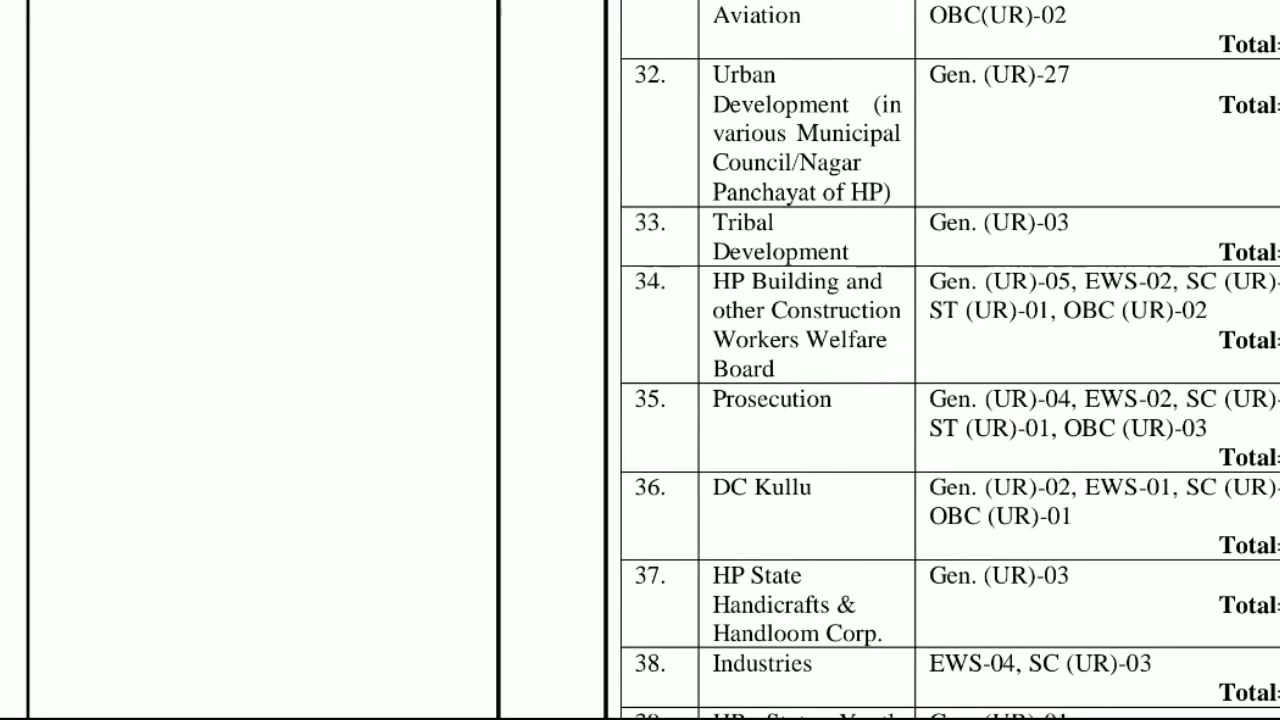 Aviation OBC(UR)-02
Total=
32. Urban Gen. (UR)-27
Development (in Total=
various Municipal
Council/Nagar
Panchayat of HP)
33. Tribal Gen. (UR)-03
Development Total=
34. HP Building and Gen. (UR)-05, EWS-02, SC (UR)-
other Construction ST (UR)-01, OBC (UR)-02
Workers Welfare Total=
Board
35. Prosecution Gen. (UR)-04, EWS-02, SC (UR)-
ST (UR)-01, OBC (UR)-03
Total=
36. DC Kullu Gen. (UR)-02, EWS-01, SC (UR)-
OBC (UR)-01
Total=
37. HP State Gen. (UR)-03
Handicrafts & Total=
Handloom Corp.
38. Industries EWS-04, SC (UR)-03
Total=